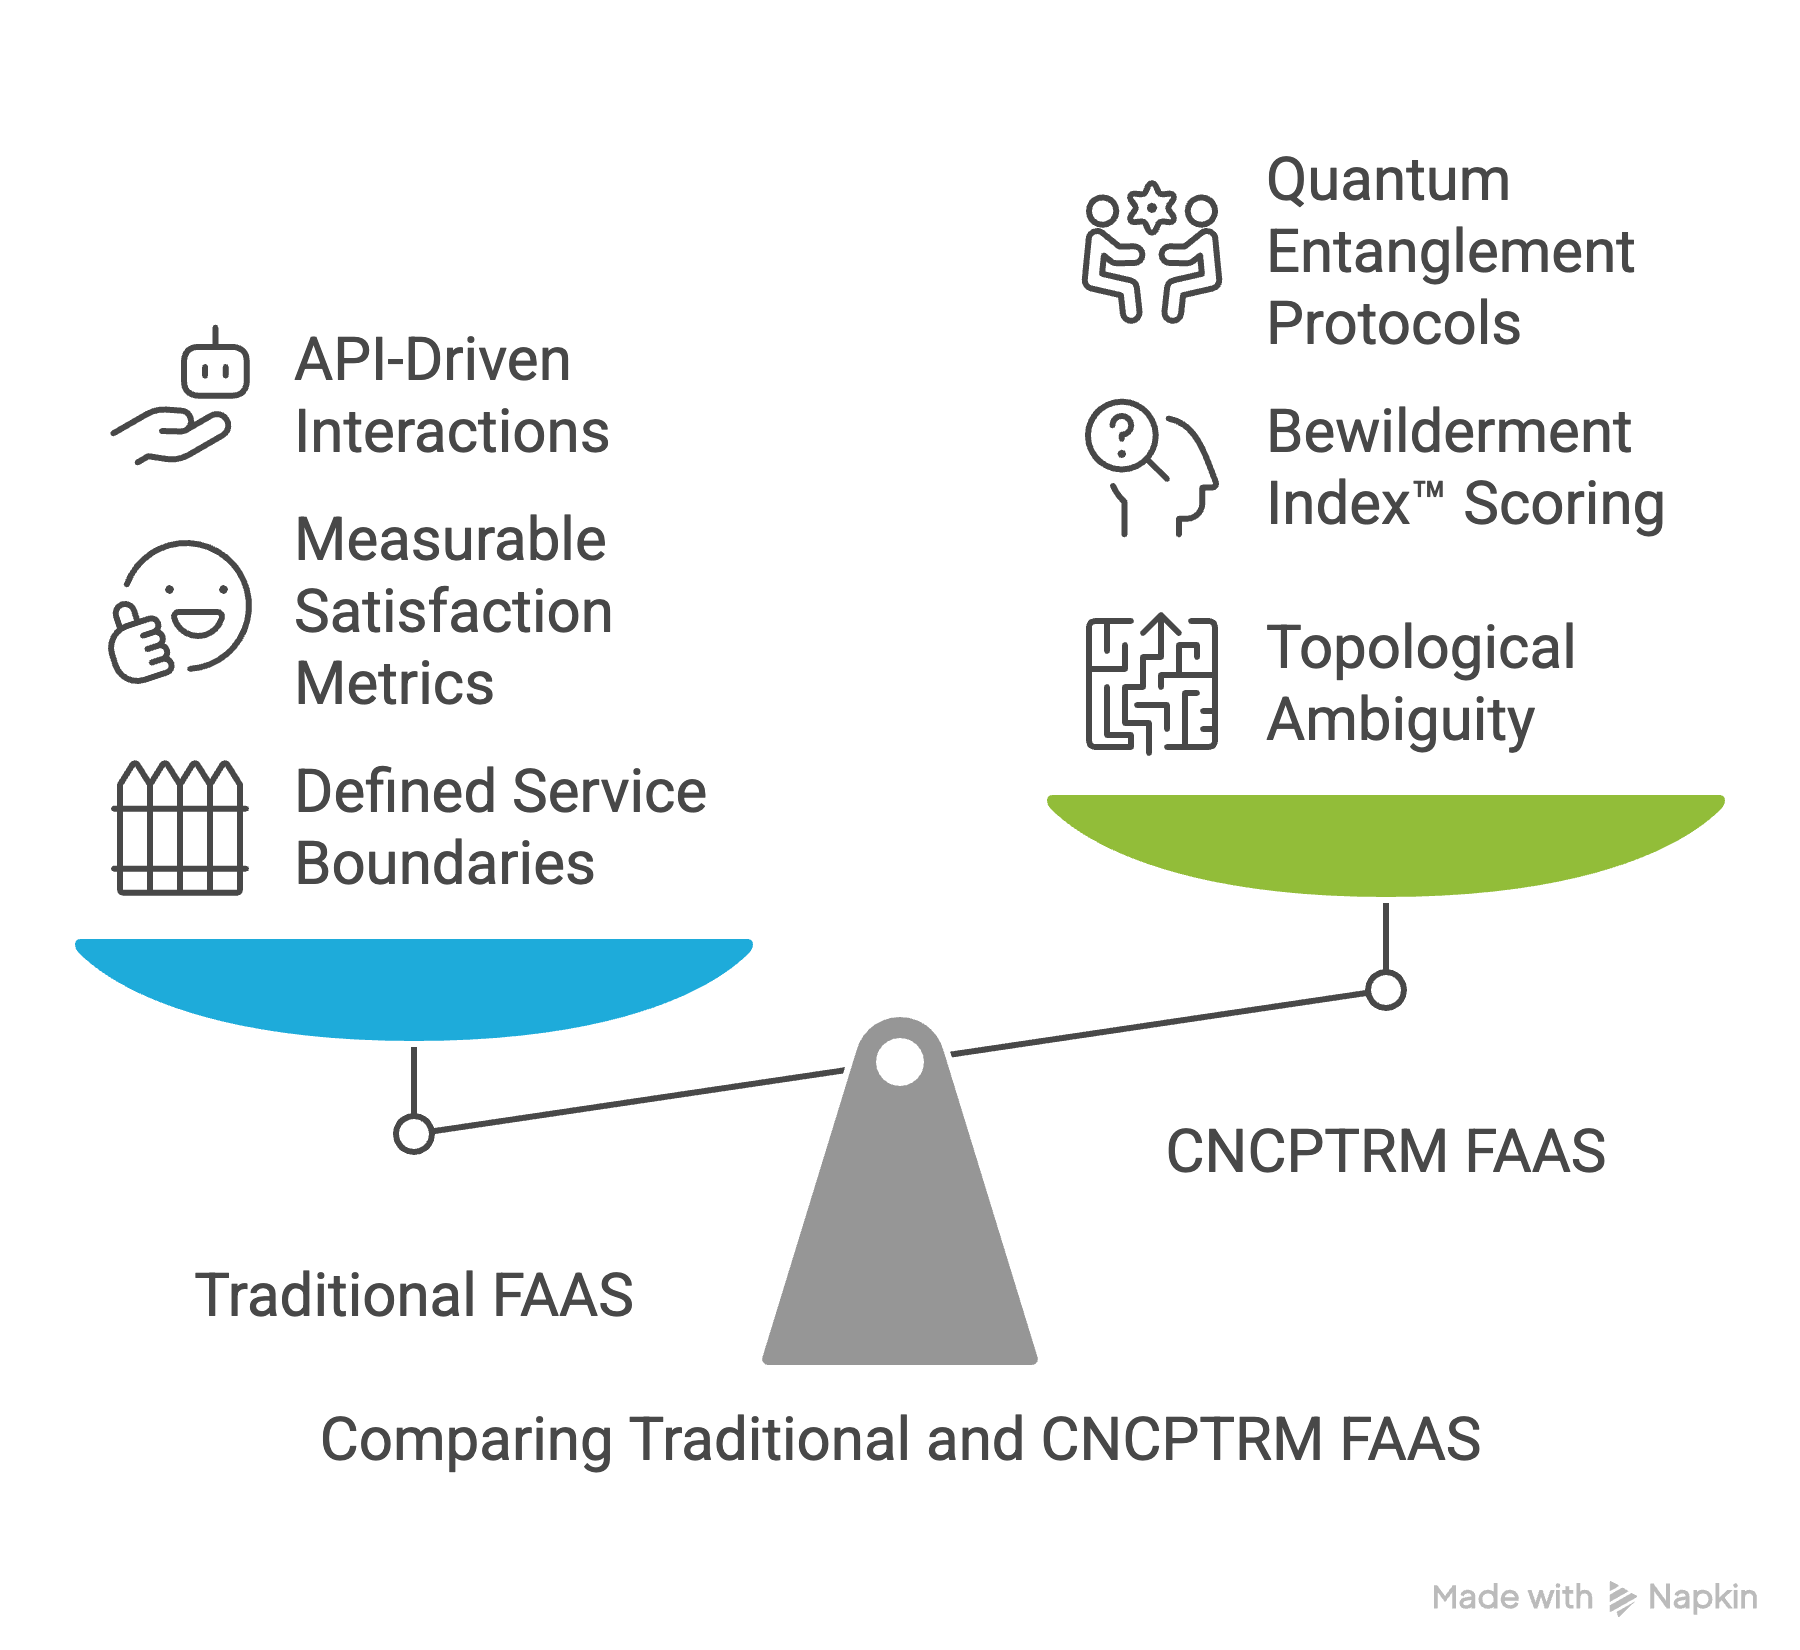 API-Driven
Interactions
Measurable
Satisfaction
Metrics
Defined Service
Boundaries
Traditional FAAS
Quantum
Entanglement
Protocols
Bewilderment
Index™ Scoring
Topological
Ambiguity
CNCPTRM FAAS
Comparing Traditional and CNCPTRM FAAS
Made with Napkin